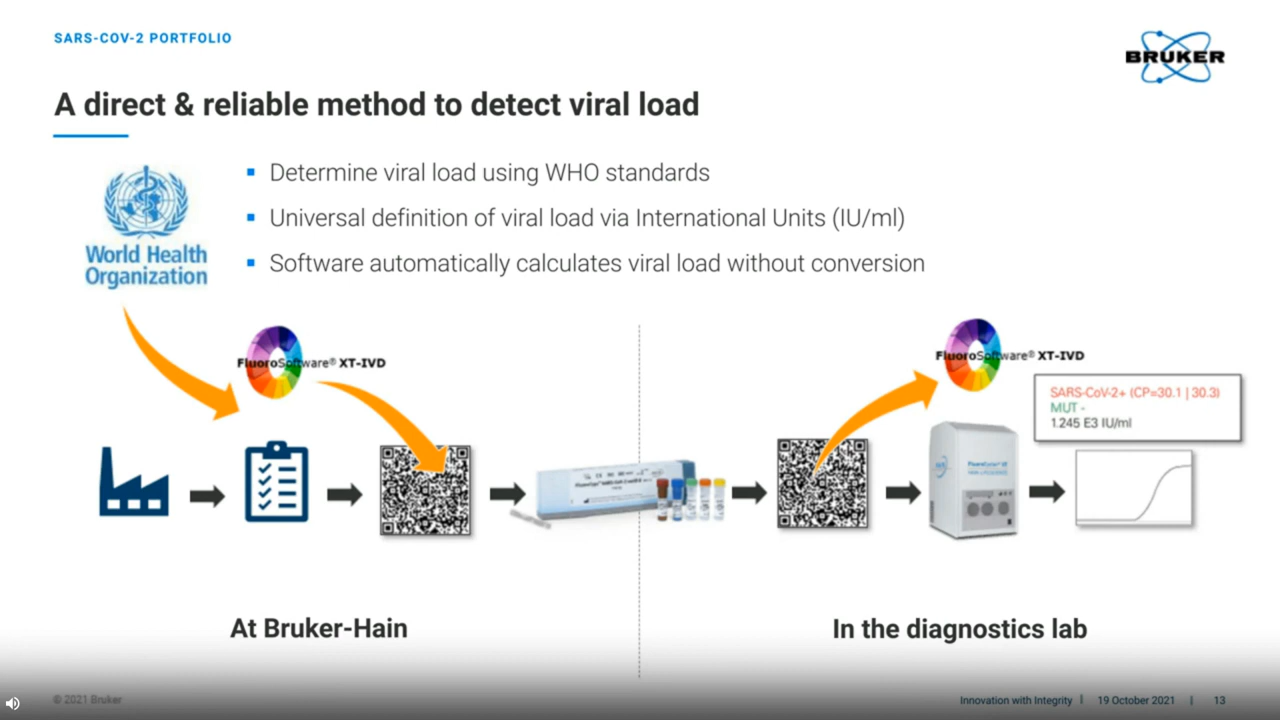 SARS-COV-2 PORTFOLIO
BRUKER
A direct & reliable method to detect viral load
World Health
Organization
▪ Determine viral load using WHO standards
▪ Universal definition of viral load via International Units (IU/ml)
▪ Software automatically calculates viral load without conversion
FluoroSoftware® XT-IVD
FluoroSoftware® XT-IVD
SARS-CoV-2+ (CP=30.1 | 30.3)
MUT -
1.245 E3 IU/ml
At Bruker-Hain
In the diagnostics lab
© 2021 Bruker
Innovation with Integrity | 19 October 2021 | 13